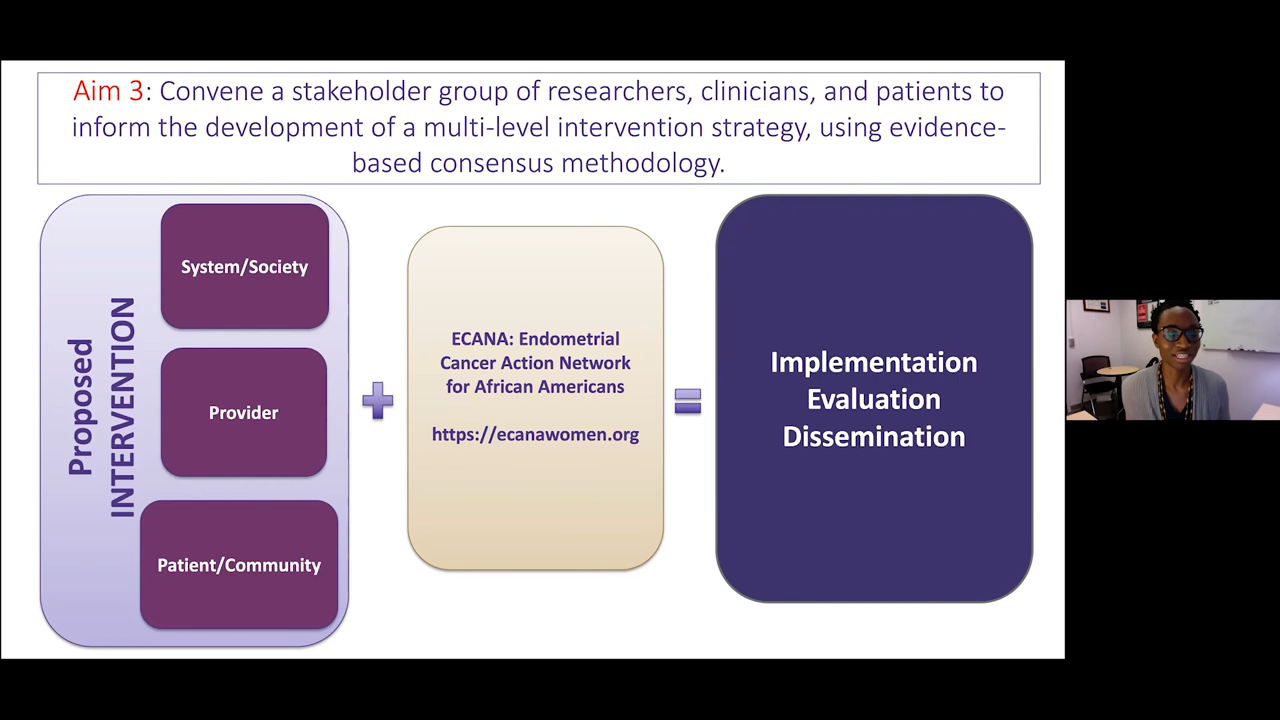 Aim 3: Convene a stakeholder group of researchers, clinicians, and patients to
inform the development of a multi-level intervention strategy, using evidence-
based consensus methodology.
Proposed
INTERVENTION
System/Society
Provider
Patient/Community
ECANA: Endometrial
Cancer Action Network
for African Americans
https://ecanawomen.org
Implementation
Evaluation
Dissemination